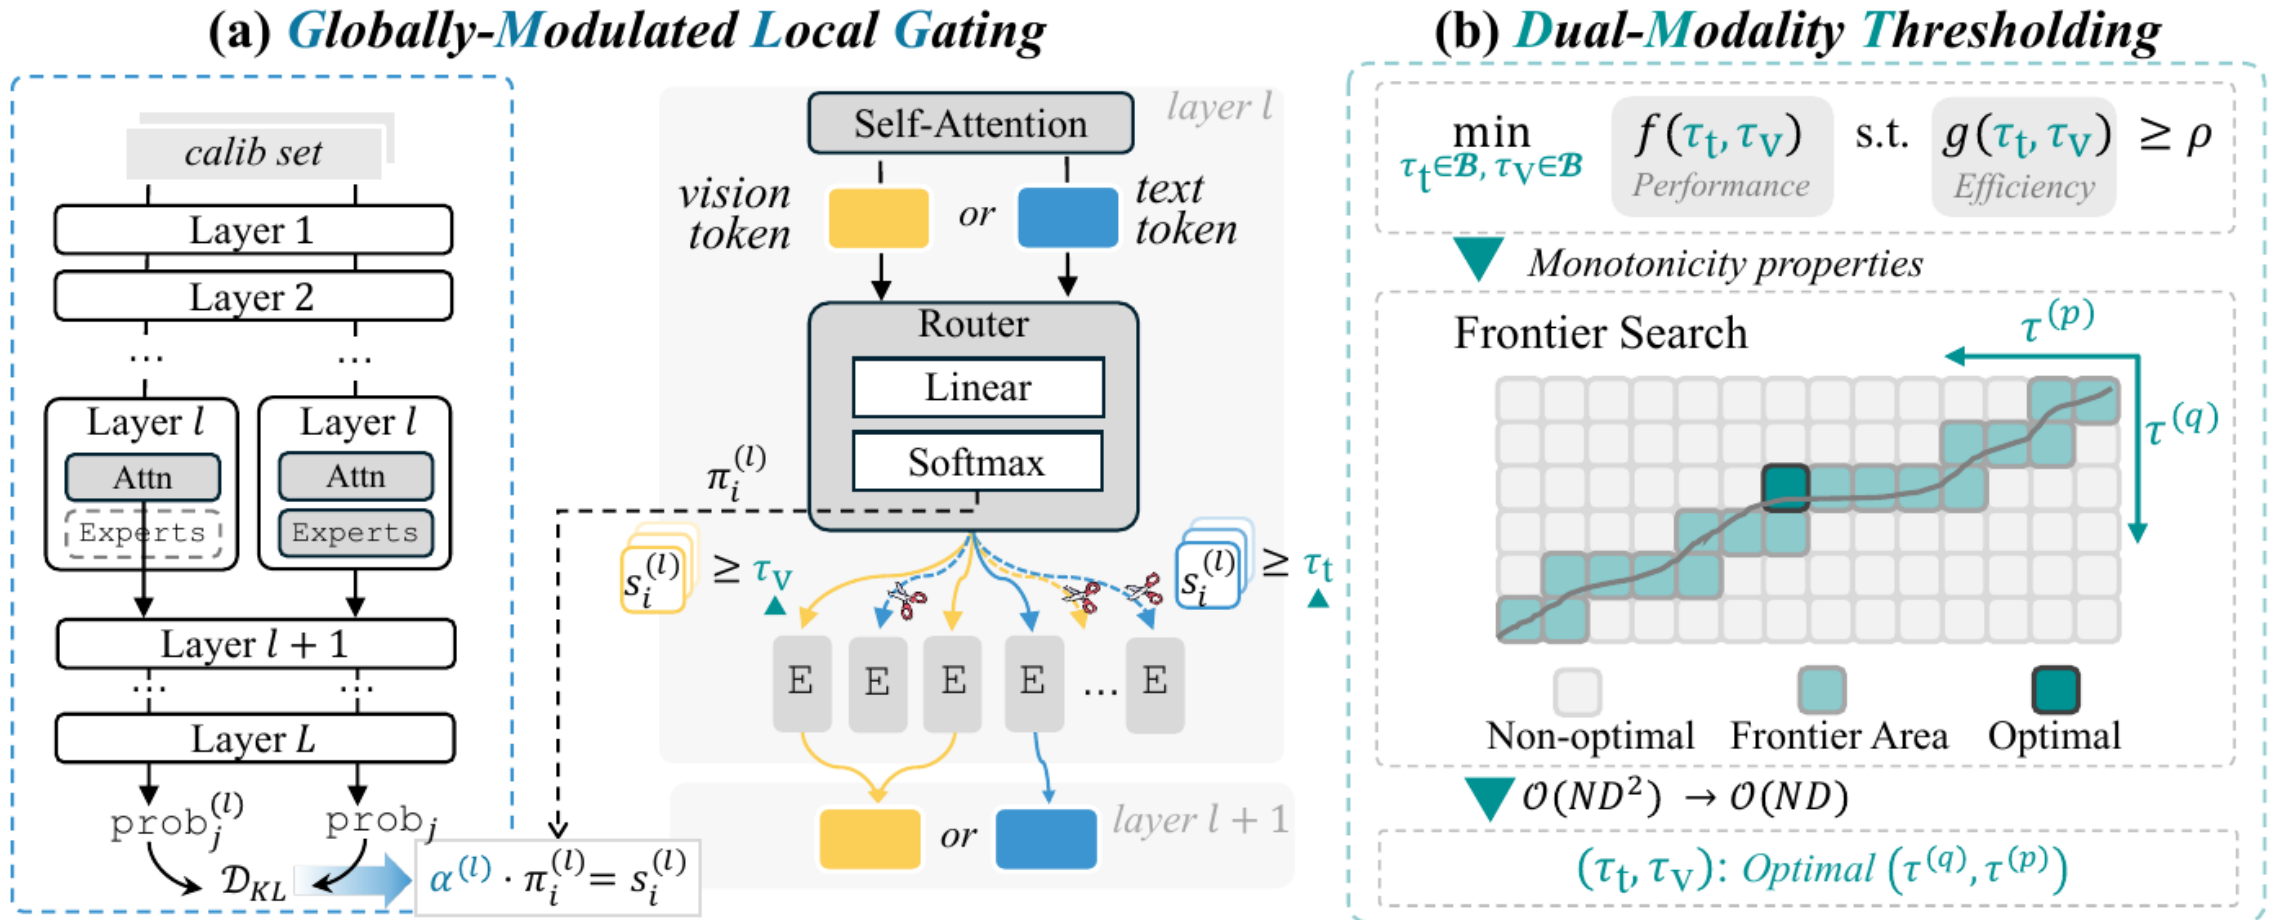 (a) Globally-Modulated Local Gating
calib set
Layer 1
Layer 2
...
...
Layer l
Attn
Experts
Layer l
Attn
Experts
Layer l + 1
...
...
Layer L
prob_j^(l)
prob_j
𝒟_KL
α^(l) · π_i^(l) = s_i^(l)
layer l
Self-Attention
vision
token
or
text
token
Router
Linear
Softmax
π_i^(l)
s_i^(l) ≥ τ_v
s_i^(l) ≥ τ_t
E
E
E
E
...
E
or
layer l + 1
(b) Dual-Modality Thresholding
min
τ_t∈ℬ, τ_v∈ℬ
f(τ_t, τ_v)
Performance
s.t.
g(τ_t, τ_v)
Efficiency
≥ ρ
Monotonicity properties
Frontier Search
τ^(p)
τ^(q)
Non-optimal
Frontier Area
Optimal
𝒪(ND²) → 𝒪(ND)
(τ_t, τ_v): Optimal (τ^(q), τ^(p))